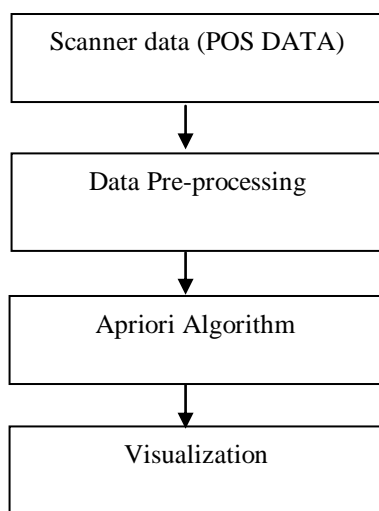 Scanner data (POS DATA)
Data Pre-processing
Apriori Algorithm
Visualization